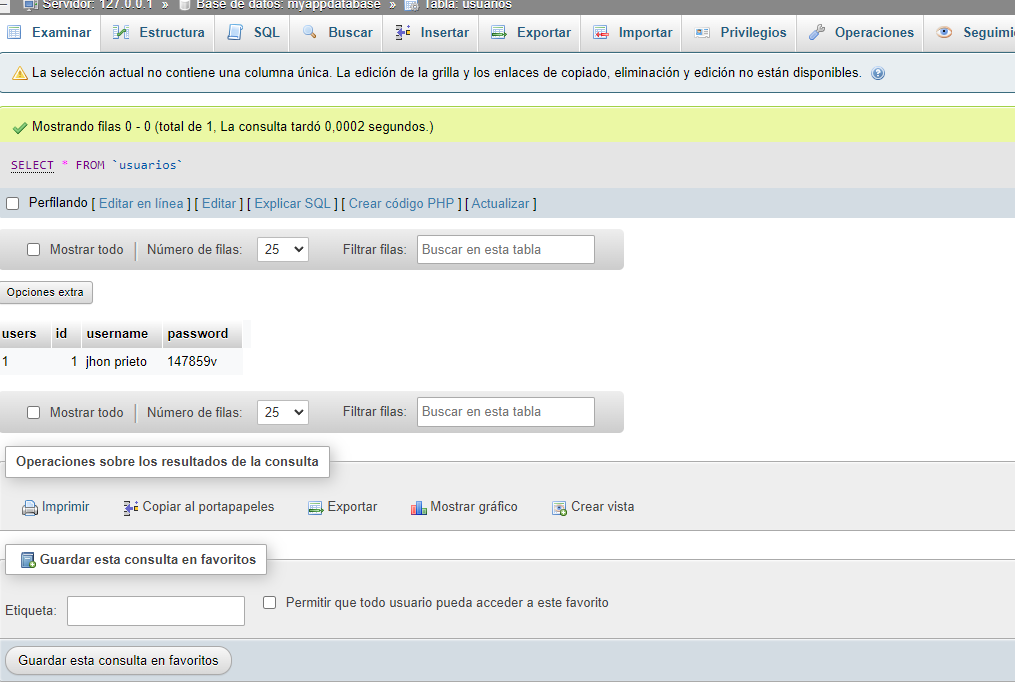 Servidor: 127.0.0.1 » Base de datos: myappdatabase » Tabla: usuarios
Examinar Estructura SQL Buscar Insertar Exportar Importar Privilegios Operaciones Seguimi
La selección actual no contiene una columna única. La edición de la grilla y los enlaces de copiado, eliminación y edición no están disponibles.
Mostrando filas 0 - 0 (total de 1, La consulta tardó 0,0002 segundos.)
SELECT * FROM `usuarios`
Perfilando [ Editar en línea ] [ Editar ] [ Explicar SQL ] [ Crear código PHP ] [ Actualizar ]
Mostrar todo | Número de filas: 25 Filtrar filas: Buscar en esta tabla
Opciones extra
users id username password
1 1 jhon prieto 147859v
Mostrar todo | Número de filas: 25 Filtrar filas: Buscar en esta tabla
Operaciones sobre los resultados de la consulta
Imprimir Copiar al portapapeles Exportar Mostrar gráfico Crear vista
Guardar esta consulta en favoritos
Etiqueta: Permitir que todo usuario pueda acceder a este favorito
Guardar esta consulta en favoritos